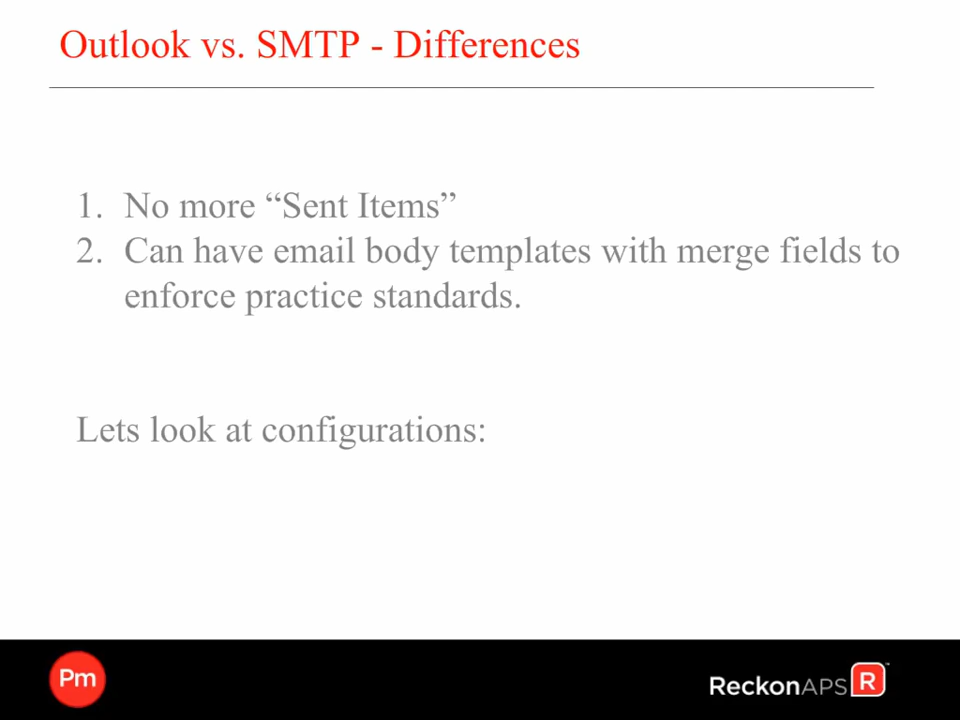 Outlook vs. SMTP - Differences
1. No more “Sent Items”
2. Can have email body templates with merge fields to
enforce practice standards.
Lets look at configurations:
Pm
ReckonAPS R™